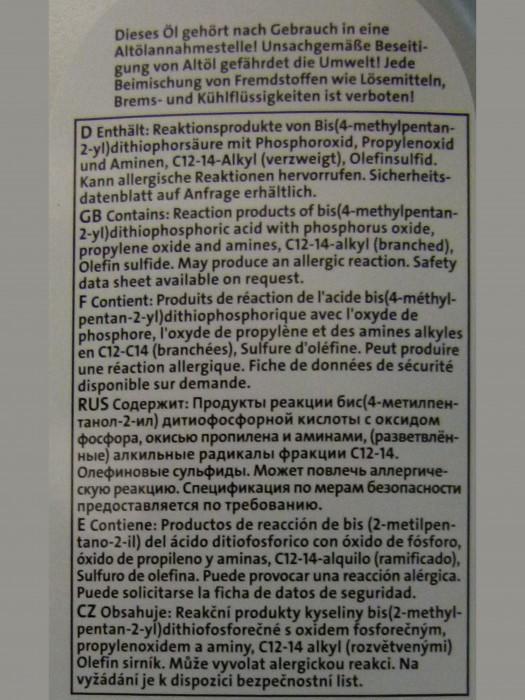 Dieses Öl gehört nach Gebrauch in eine
Altölannahmestelle! Unsachgemäße Beseiti-
gung von Altöl gefährdet die Umwelt! Jede
Beimischung von Fremdstoffen wie Lösemitteln,
Brems- und Kühlflüssigkeiten ist verboten!
D Enthält: Reaktionsprodukte von Bis(4-methylpentan-
2-yl)dithiophorsäure mit Phosphoroxid, Propylenoxid
und Aminen, C12-14-Alkyl (verzweigt), Olefinsulfid.
Kann allergische Reaktionen hervorrufen. Sicherheits-
datenblatt auf Anfrage erhältlich.
GB Contains: Reaction products of bis(4-methylpentan-
2-yl)dithiophosphoric acid with phosphorus oxide,
propylene oxide and amines, C12-14-alkyl (branched),
Olefin sulfide. May produce an allergic reaction. Safety
data sheet available on request.
F Contient: Produits de réaction de l'acide bis(4-méthyl-
pentan-2-yl)dithiophosphorique avec l'oxyde de
phosphore, l'oxyde de propylène et des amines alkyles
en C12-C14 (branchées), Sulfure d'oléfine. Peut produire
une réaction allergique. Fiche de données de sécurité
disponible sur demande.
RUS Содержит: Продукты реакции бис(4-метилпен-
танол-2-ил) дитиофосфорной кислоты с оксидом
фосфора, окисью пропилена и аминами, (разветвлён-
ные) алкильные радикалы фракции С12-14.
Олефиновые сульфиды. Может повлечь аллергиче-
скую реакцию. Спецификация по мерам безопасности
предоставляется по требованию.
E Contiene: Productos de reacción de bis (2-metilpen-
tano-2-il) del ácido ditiofosforico con óxido de fósforo,
óxido de propileno y aminas, C12-14-alquilo (ramificado),
Sulfuro de olefina. Puede provocar una reacción alérgica.
Puede solicitarse la ficha de datos de seguridad.
CZ Obsahuje: Reakční produkty kyseliny bis(2-methyl-
pentan-2-yl)dithiofosforečné s oxidem fosforečným,
propylenoxidem a aminy, C12-14 alkyl (rozvětvenými)
Olefin sirník. Může vyvolat alergickou reakci. Na
vyžádání je k dispozici bezpečnostní list.